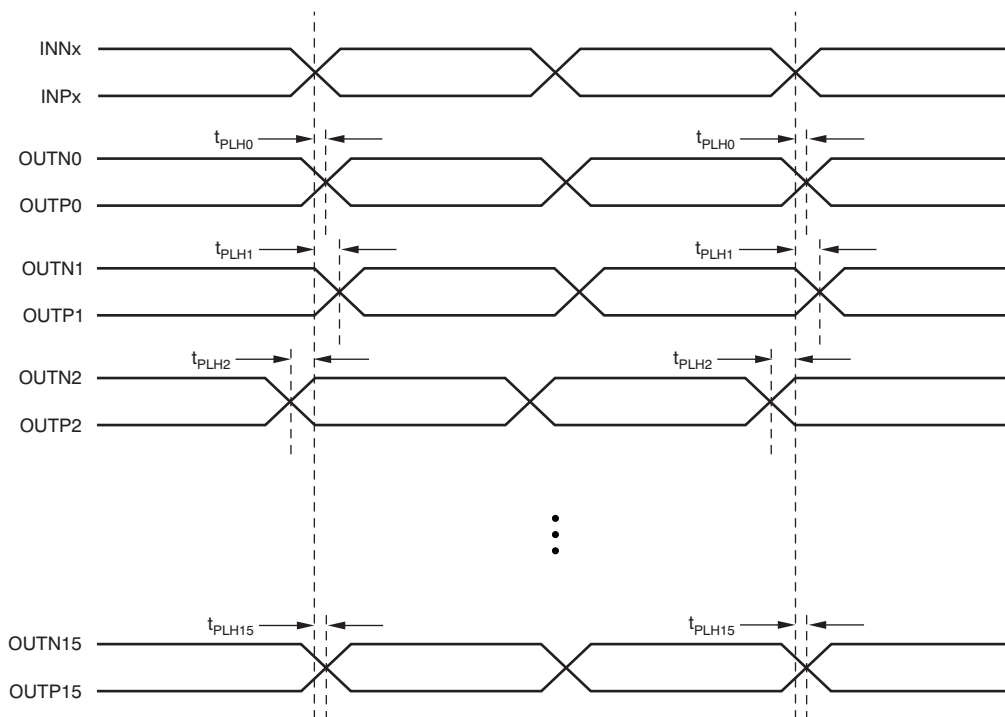 INNx
INPx
tPLH0 tPLH0
OUTN0
OUTP0
tPLH1 tPLH1
OUTN1
OUTP1
tPLH2 tPLH2
OUTN2
OUTP2
tPLH15 tPLH15
OUTN15
OUTP15